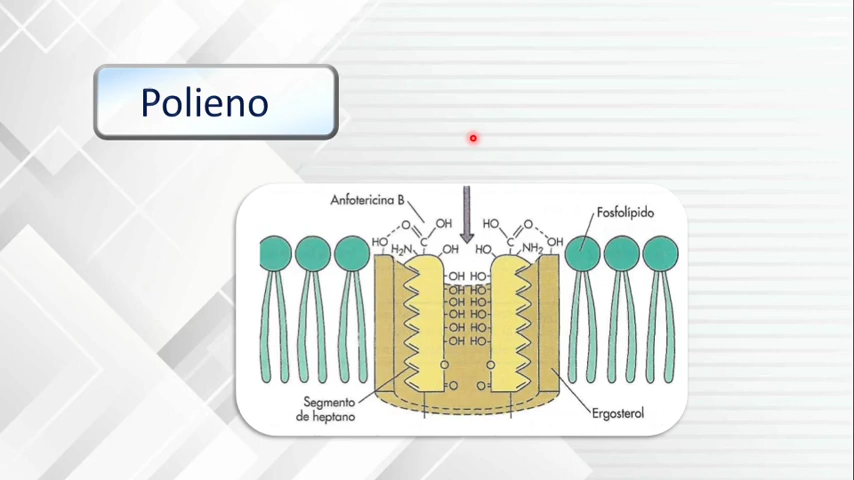 Polieno
Anfotericina B
Fosfolípido
O OH HO O
HO C C OH
H₂N OH HO NH₂
OH HO
OH HO
OH HO
OH HO
OH HO
OH HO
Segmento
de heptano
Ergosterol